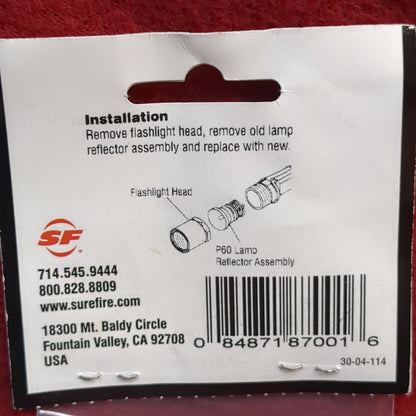 Installation
Remove flashlight head, remove old lamp
reflector assembly and replace with new.
Flashlight Head
P60 Lamp
Reflector Assembly
SF
714.545.9444
800.828.8809
www.surefire.com
18300 Mt. Baldy Circle
Fountain Valley, CA 92708
USA
0 84871 87001 6
30-04-114